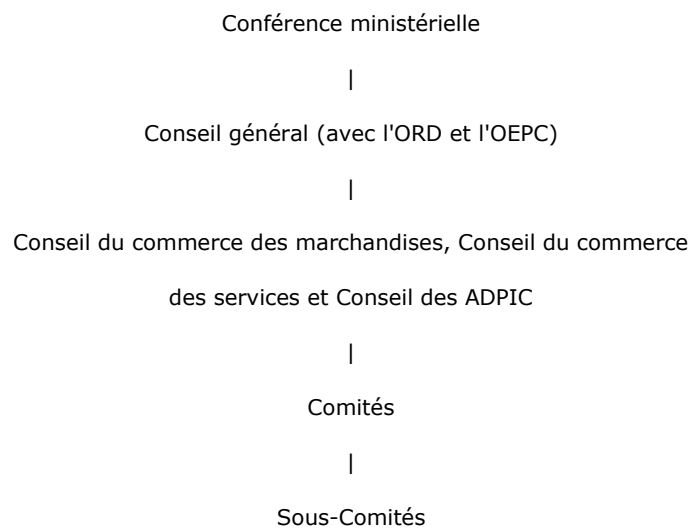 Conférence ministérielle
|
Conseil général (avec l'ORD et l'OEPC)
|
Conseil du commerce des marchandises, Conseil du commerce
des services et Conseil des ADPIC
|
Comités
|
Sous-Comités